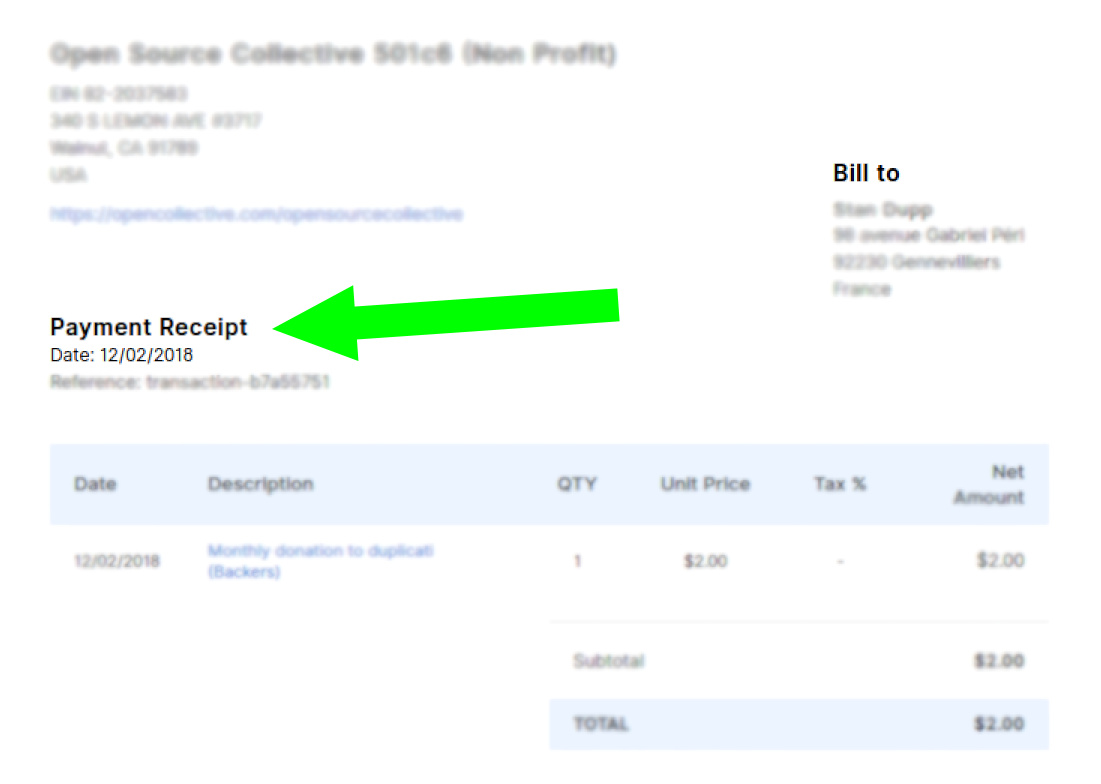 Open Source Collective 501c6 (Non Profit)
EIN 82-2037583
340 S LEMON AVE #3717
Walnut, CA 91789
USA
https://opencollective.com/opensourcecollective
Bill to
Stan Dupp
98 avenue Gabriel Péri
92230 Gennevilliers
France
Payment Receipt
Date: 12/02/2018
Reference: transaction-b7a55751
Date Description QTY Unit Price Tax % Net
Amount
12/02/2018 Monthly donation to duplicati
(Backers) 1 $2.00 - $2.00
Subtotal $2.00
TOTAL $2.00